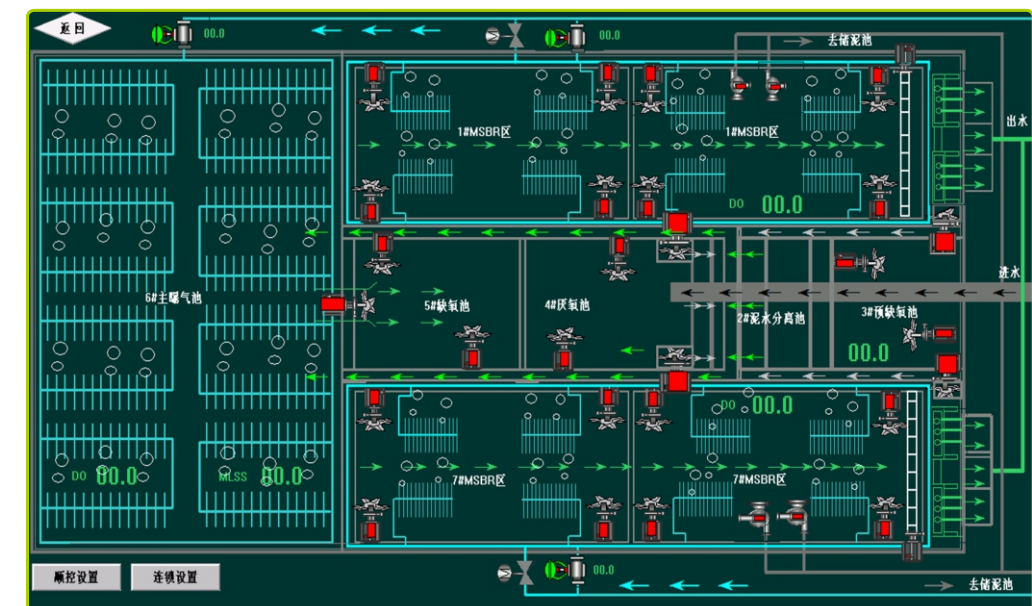 返回
00.0
00.0
去储泥池
1#MSBR区
1#MSBR区
出水
DO 00.0
6#主曝气池
5#缺氧池
4#厌氧池
2#泥水分离池
3#预缺氧池
进水
00.0
DO 00.0
DO 00.0
MLSS 00.0
7#MSBR区
7#MSBR区
顺控设置
连锁设置
00.0
去储泥池